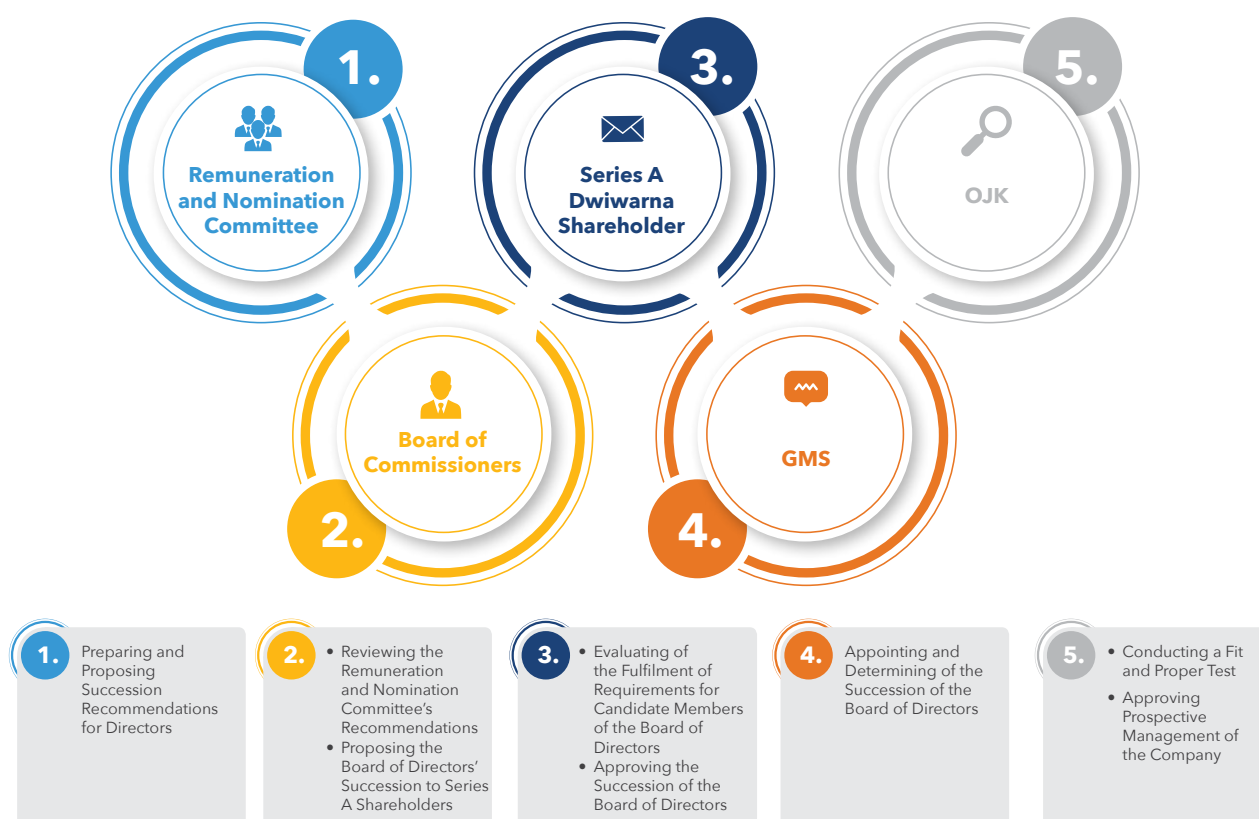 1.
Remuneration
and Nomination
Committee
3.
Series A
Dwiwarna
Shareholder
5.
OJK
Board of
Commissioners
2.
GMS
4.
1.
Preparing and
Proposing
Succession
Recommendations
for Directors
2.
• Reviewing the
Remuneration
and Nomination
Committee’s
Recommendations
• Proposing the
Board of Directors’
Succession to Series
A Shareholders
3.
• Evaluating of
the Fulfilment of
Requirements for
Candidate Members
of the Board of
Directors
• Approving the
Succession of the
Board of Directors
4.
Appointing and
Determining of the
Succession of the
Board of Directors
5.
• Conducting a Fit
and Proper Test
• Approving
Prospective
Management of
the Company